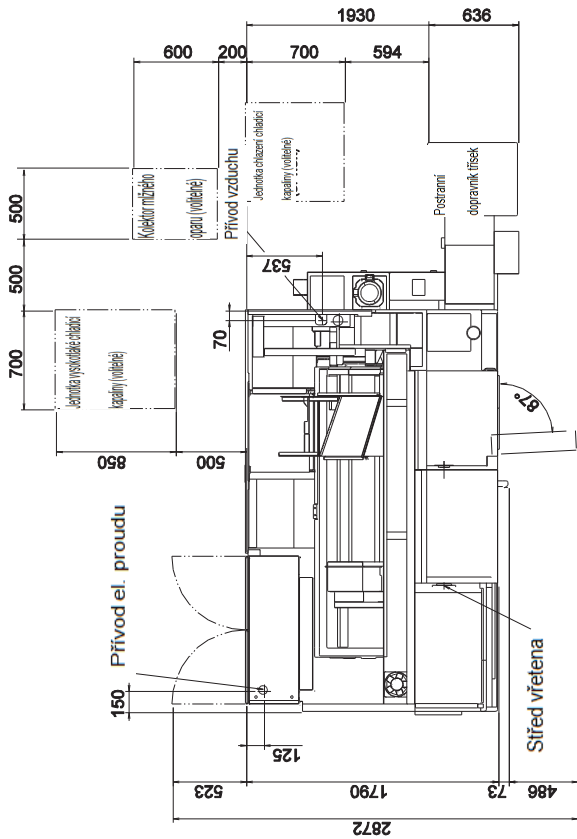 1930
636
600
200
700
594
500
500
700
Kolektor mlžného
oparu (volitelné)
Přívod vzduchu
Jednotka chlazení chladicí
kapaliny (volitelné)
Postranní
dopravník třísek
537
70
Jednotka vysokotlaké chladicí
kapaliny (volitelné)
850
500
87°
Přívod el. proudu
150
125
Střed vřetena
523
1790
73
486
2872